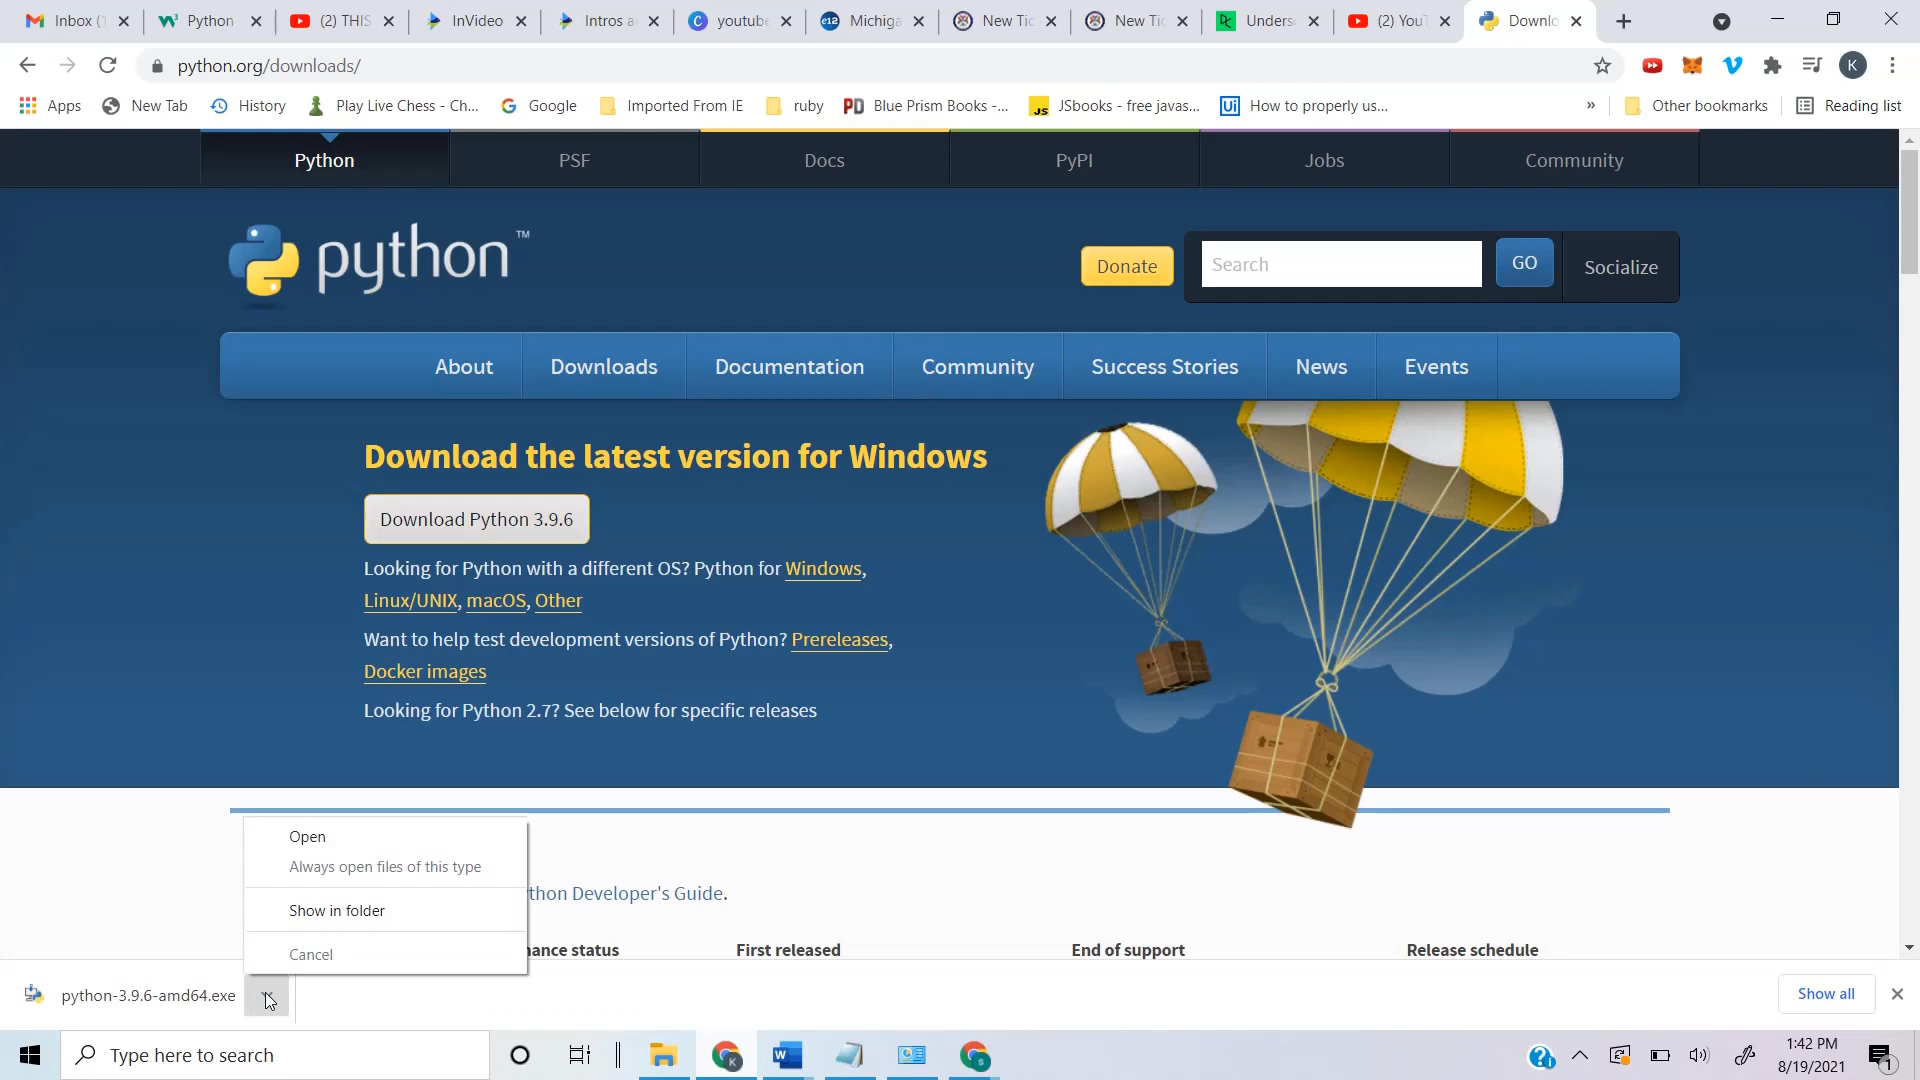 Inbox (1
Python
(2) THIS
InVideo
Intros a
youtube
Michiga
New Tic
New Tic
Unders
(2) YouT
Downlo
python.org/downloads/
K
Apps
New Tab
History
Play Live Chess - Ch...
Google
Imported From IE
ruby
PD
Blue Prism Books -...
JS
JSbooks - free javas...
Ui
How to properly us...
»
Other bookmarks
Reading list
Python
PSF
Docs
PyPI
Jobs
Community
python™
Donate
Search
GO
Socialize
About
Downloads
Documentation
Community
Success Stories
News
Events
Download the latest version for Windows
Download Python 3.9.6
Looking for Python with a different OS? Python for Windows,
Linux/UNIX, macOS, Other
Want to help test development versions of Python? Prereleases,
Docker images
Looking for Python 2.7? See below for specific releases
Open
Always open files of this type
Show in folder
Cancel
thon Developer's Guide.
nance status
First released
End of support
Release schedule
python-3.9.6-amd64.exe
Show all
Type here to search
1:42 PM
8/19/2021
1